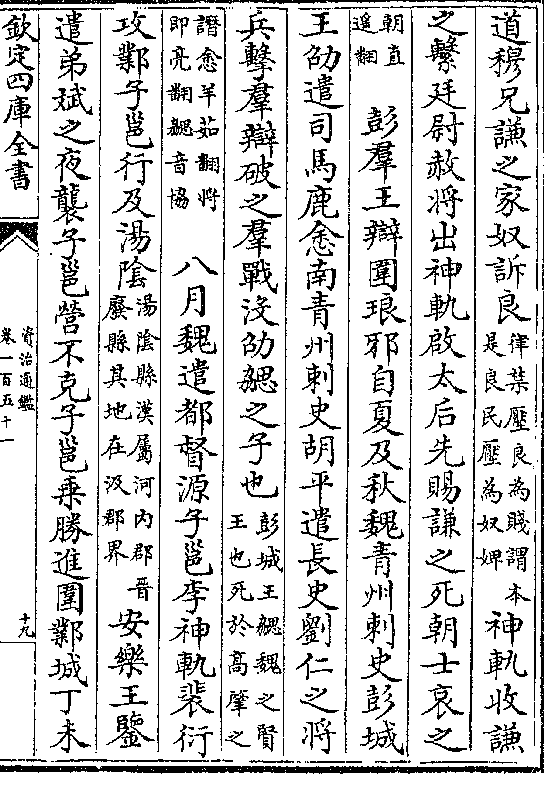 道穆兄謙之家奴訴良律禁壓良為賤謂本是良民壓為奴婢神軌收謙
之繫廷尉赦將出神軌啟太后先賜謙之死朝士哀之
朝直遙翻 彭羣王辯圍琅邪自夏及秋魏青州刺史彭城
王劭遣司馬鹿悆南青州刺史胡平遣長史劉仁之將
兵擊羣辯破之羣戰沒劭勰之子也彭城王勰魏之賢王也死於高肇之
譖悆羊茹翻將即亮翻勰音協 八月魏遣都督源子邕李神軌裴衍
攻鄴子邕行及湯陰湯陰縣漢屬河內郡晉廢縣其地在汲郡界安樂王鑒
遣弟斌之夜襲子邕營不克子邕乘勝進圍鄴城丁未
欽定四庫全書
資治通鑑
卷一百五十一
十九